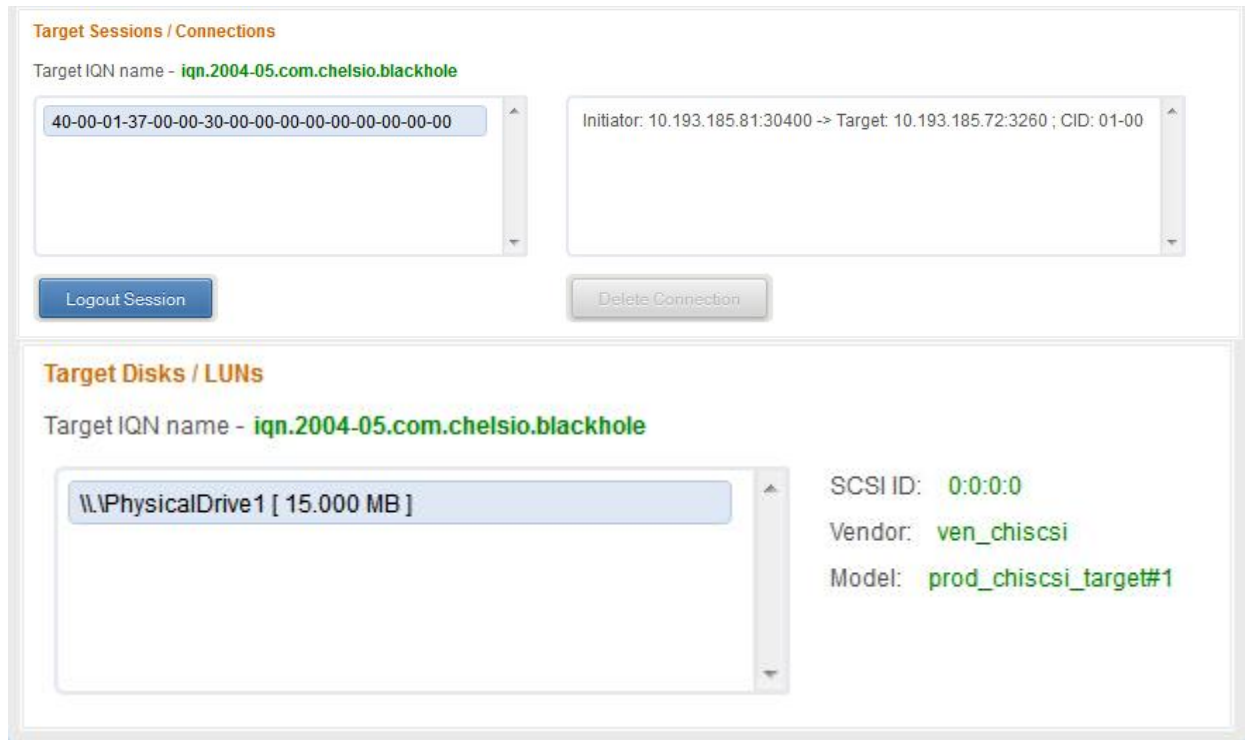 Target Sessions / Connections
Target IQN name - iqn.2004-05.com.chelsio.blackhole
40-00-01-37-00-00-30-00-00-00-00-00-00-00-00-00
Initiator: 10.193.185.81:30400 -> Target: 10.193.185.72:3260 ; CID: 01-00
Logout Session
Delete Connection
Target Disks / LUNs
Target IQN name - iqn.2004-05.com.chelsio.blackhole
\\.\PhysicalDrive1 [ 15.000 MB ]
SCSI ID: 0:0:0:0
Vendor: ven_chiscsi
Model: prod_chiscsi_target#1